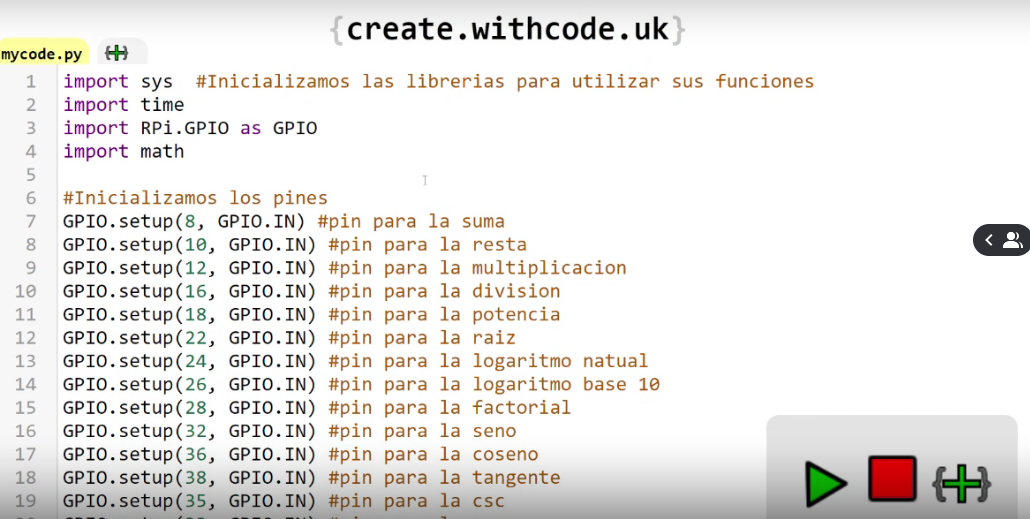 {create.withcode.uk}
mycode.py {+}
1 import sys #Inicializamos las librerias para utilizar sus funciones
2 import time
3 import RPi.GPIO as GPIO
4 import math
5
6 #Inicializamos los pines
7 GPIO.setup(8, GPIO.IN) #pin para la suma
8 GPIO.setup(10, GPIO.IN) #pin para la resta
9 GPIO.setup(12, GPIO.IN) #pin para la multiplicacion
10 GPIO.setup(16, GPIO.IN) #pin para la division
11 GPIO.setup(18, GPIO.IN) #pin para la potencia
12 GPIO.setup(22, GPIO.IN) #pin para la raiz
13 GPIO.setup(24, GPIO.IN) #pin para la logaritmo natual
14 GPIO.setup(26, GPIO.IN) #pin para la logaritmo base 10
15 GPIO.setup(28, GPIO.IN) #pin para la factorial
16 GPIO.setup(32, GPIO.IN) #pin para la seno
17 GPIO.setup(36, GPIO.IN) #pin para la coseno
18 GPIO.setup(38, GPIO.IN) #pin para la tangente
19 GPIO.setup(35, GPIO.IN) #pin para la csc